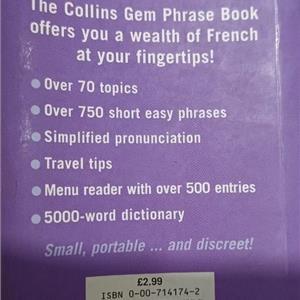 The Collins Gem Phrase Book
offers you a wealth of French
at your fingertips!
Over 70 topics
Over 750 short easy phrases
Simplified pronunciation
Travel tips
Menu reader with over 500 entries
5000-word dictionary
Small, portable ... and discreet!
£2.99
ISBN 0-00-714174-2